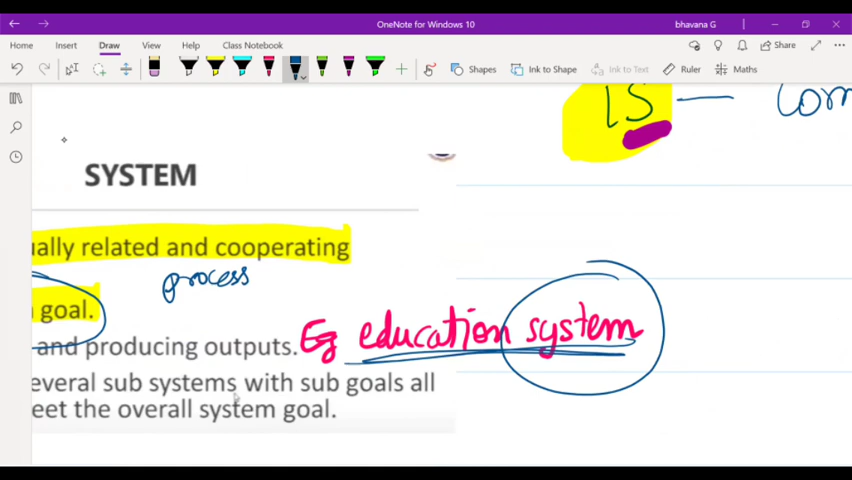 OneNote for Windows 10
bhavana G
Home Insert Draw View Help Class Notebook
Share
Shapes Ink to Shape Ink to Text Ruler Maths
IS — Com
SYSTEM
ually related and cooperating
process
goal.
Eg education system
and producing outputs.
everal sub systems with sub goals all
eet the overall system goal.